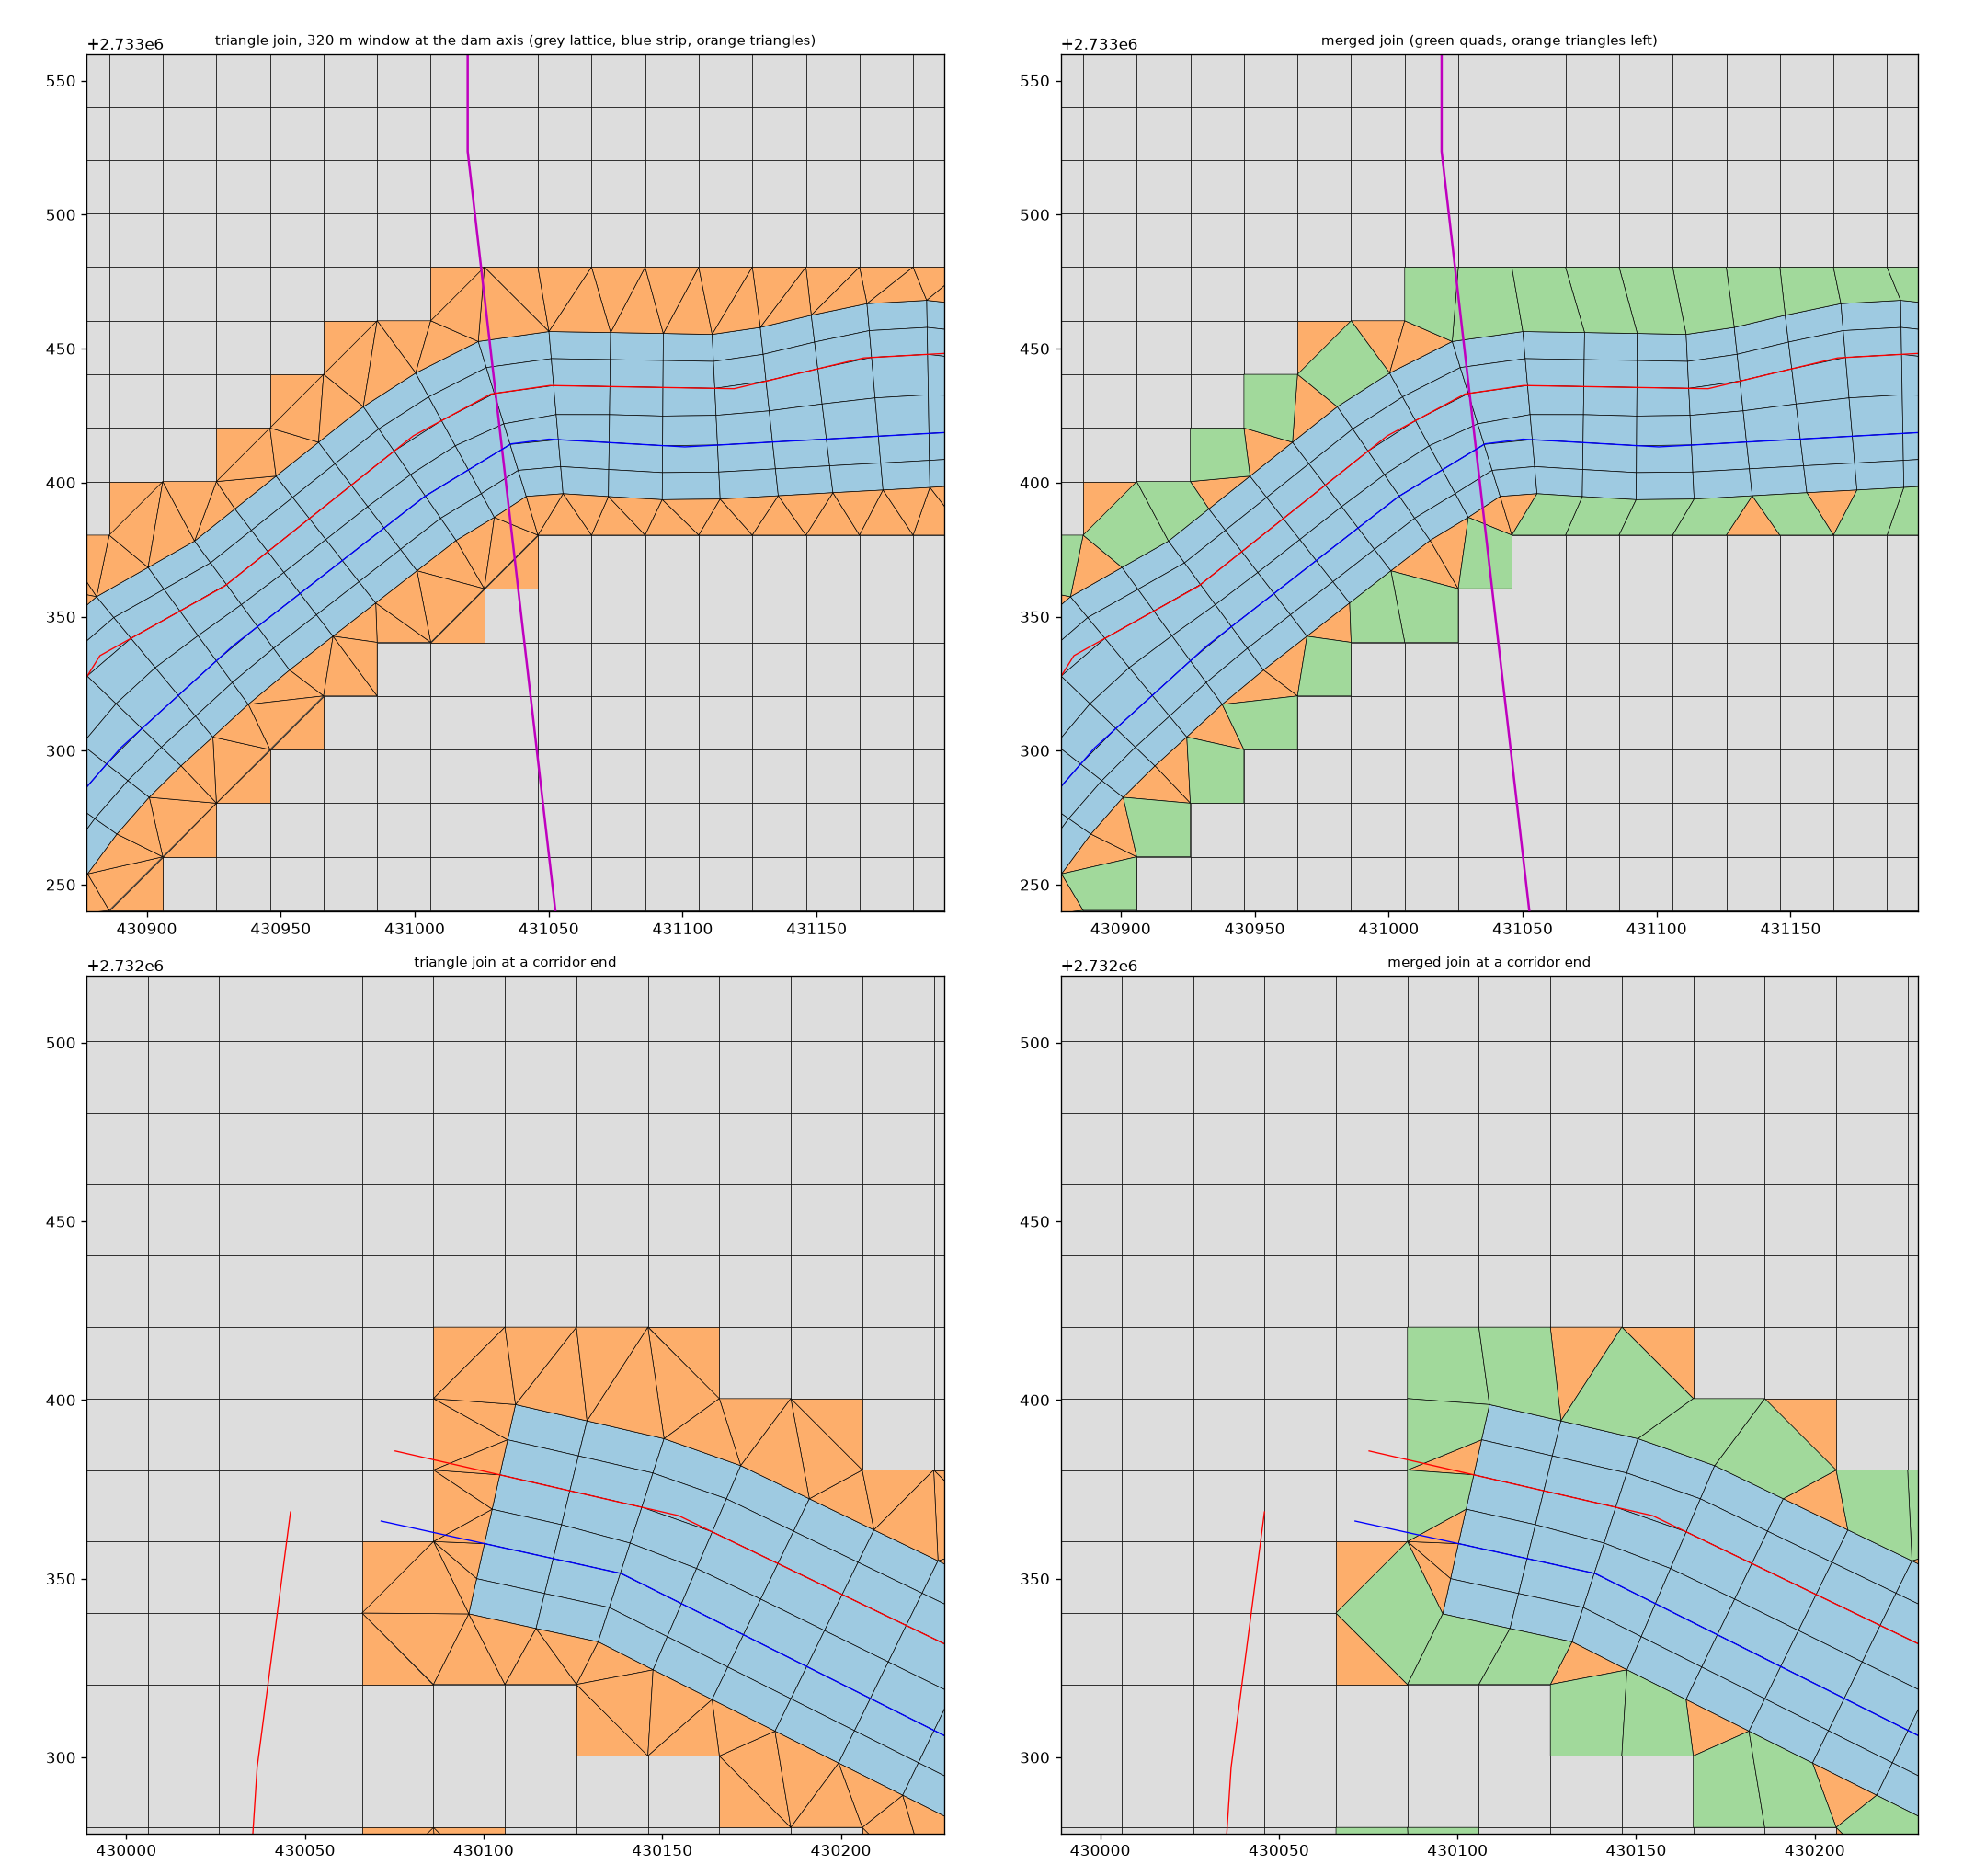 triangle join, 320 m window at the dam axis (grey lattice, blue strip, orange triangles)
+2.733e6
550
500
450
400
350
300
250
430900 430950 431000 431050 431100 431150
merged join (green quads, orange triangles left)
+2.733e6
550
500
450
400
350
300
250
430900 430950 431000 431050 431100 431150
triangle join at a corridor end
+2.732e6
500
450
400
350
300
430000 430050 430100 430150 430200
merged join at a corridor end
+2.732e6
500
450
400
350
300
430000 430050 430100 430150 430200